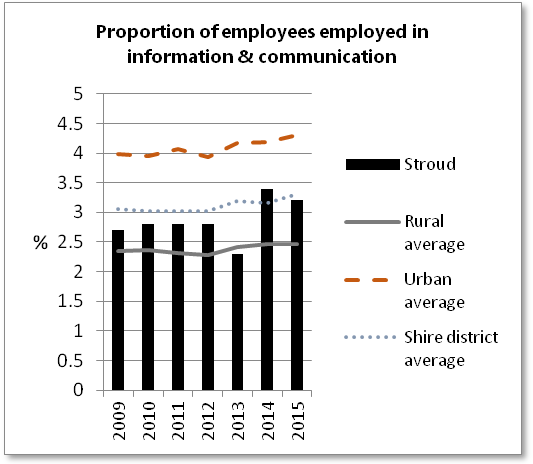 Proportion of employees employed in
information & communication
5
4.5
4
3.5
3
2.5
2
1.5
1
0.5
0
%
2009
2010
2011
2012
2013
2014
2015
Stroud
Rural
average
Urban
average
Shire district
average